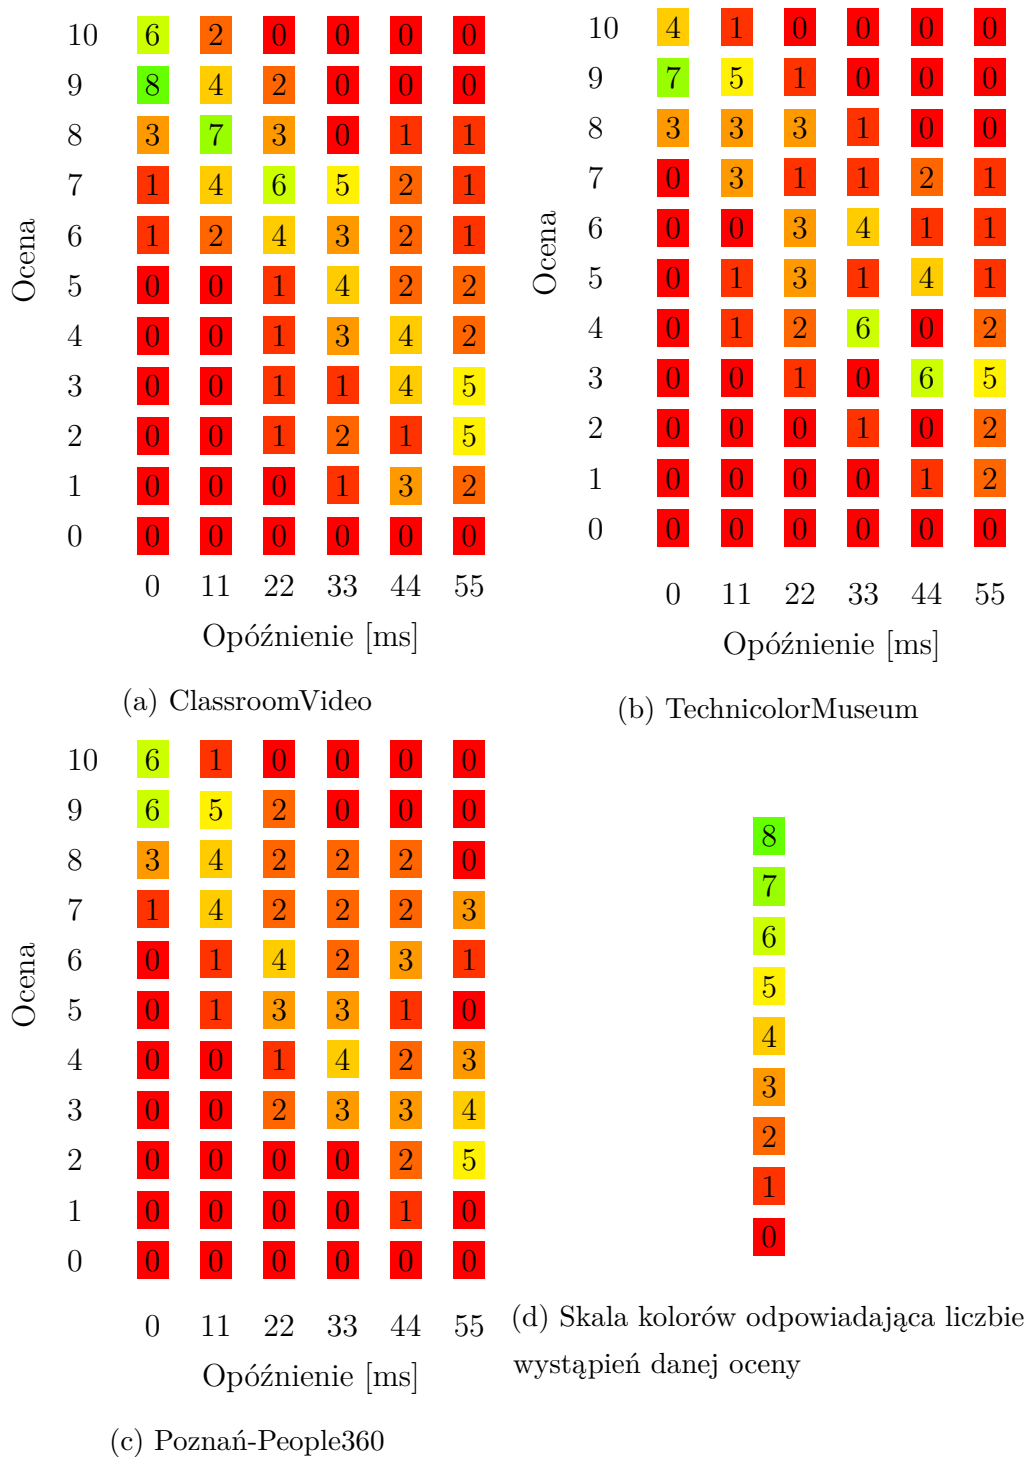 10 6 2 0 0 0 0
9 8 4 2 0 0 0
8 3 7 3 0 1 1
7 1 4 6 5 2 1
6 1 2 4 3 2 1
5 0 0 1 4 2 2
4 0 0 1 3 4 2
3 0 0 1 1 4 5
2 0 0 1 2 1 5
1 0 0 0 1 3 2
0 0 0 0 0 0 0
Ocena
0 11 22 33 44 55
Opóźnienie [ms]
(a) ClassroomVideo
10 4 1 0 0 0 0
9 7 5 1 0 0 0
8 3 3 3 1 0 0
7 0 3 1 1 2 1
6 0 0 3 4 1 1
5 0 1 3 1 4 1
4 0 1 2 6 0 2
3 0 0 1 0 6 5
2 0 0 0 1 0 2
1 0 0 0 0 1 2
0 0 0 0 0 0 0
Ocena
0 11 22 33 44 55
Opóźnienie [ms]
(b) TechnicolorMuseum
10 6 1 0 0 0 0
9 6 5 2 0 0 0
8 3 4 2 2 2 0
7 1 4 2 2 2 3
6 0 1 4 2 3 1
5 0 1 3 3 1 0
4 0 0 1 4 2 3
3 0 0 2 3 3 4
2 0 0 0 0 2 5
1 0 0 0 0 1 0
0 0 0 0 0 0 0
Ocena
0 11 22 33 44 55
Opóźnienie [ms]
(c) Poznań-People360
8
7
6
5
4
3
2
1
0
(d) Skala kolorów odpowiadająca liczbie
wystąpień danej oceny